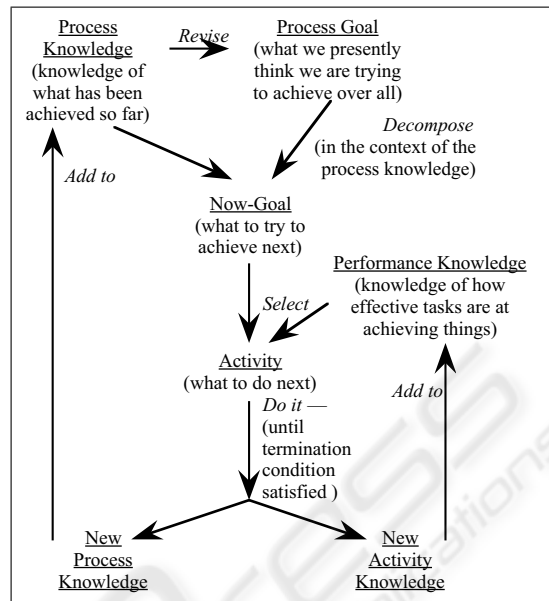 Process
Knowledge
(knowledge of
what has been
achieved so far)
Revise
Process Goal
(what we presently
think we are trying
to achieve over all)
Decompose
(in the context of the
process knowledge)
Add to
Now-Goal
(what to try to
achieve next)
Performance Knowledge
(knowledge of how
effective tasks are at
achieving things)
Select
Activity
(what to do next)
Add to
Do it —
(until
termination
condition
satisfied )
New
Process
Knowledge
New
Activity
Knowledge